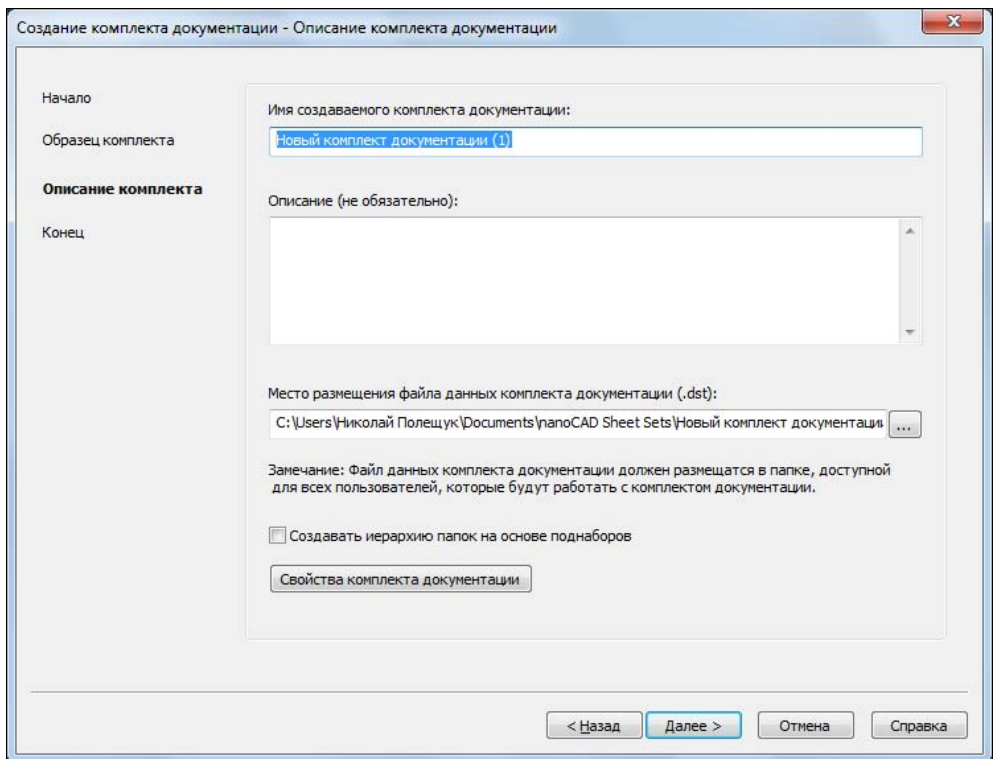 Создание комплекта документации - Описание комплекта документации
Начало
Образец комплекта
Описание комплекта
Конец
Имя создаваемого комплекта документации:
Новый комплект документации (1)
Описание (не обязательно):
Место размещения файла данных комплекта документации (.dst):
C:\Users\Николай Полещук\Documents\nanoCAD Sheet Sets\Новый комплект документаци
...
Замечание: Файл данных комплекта документации должен размещатся в папке, доступной
для всех пользователей, которые будут работать с комплектом документации.
Создавать иерархию папок на основе поднаборов
Свойства комплекта документации
< Назад
Далее >
Отмена
Справка